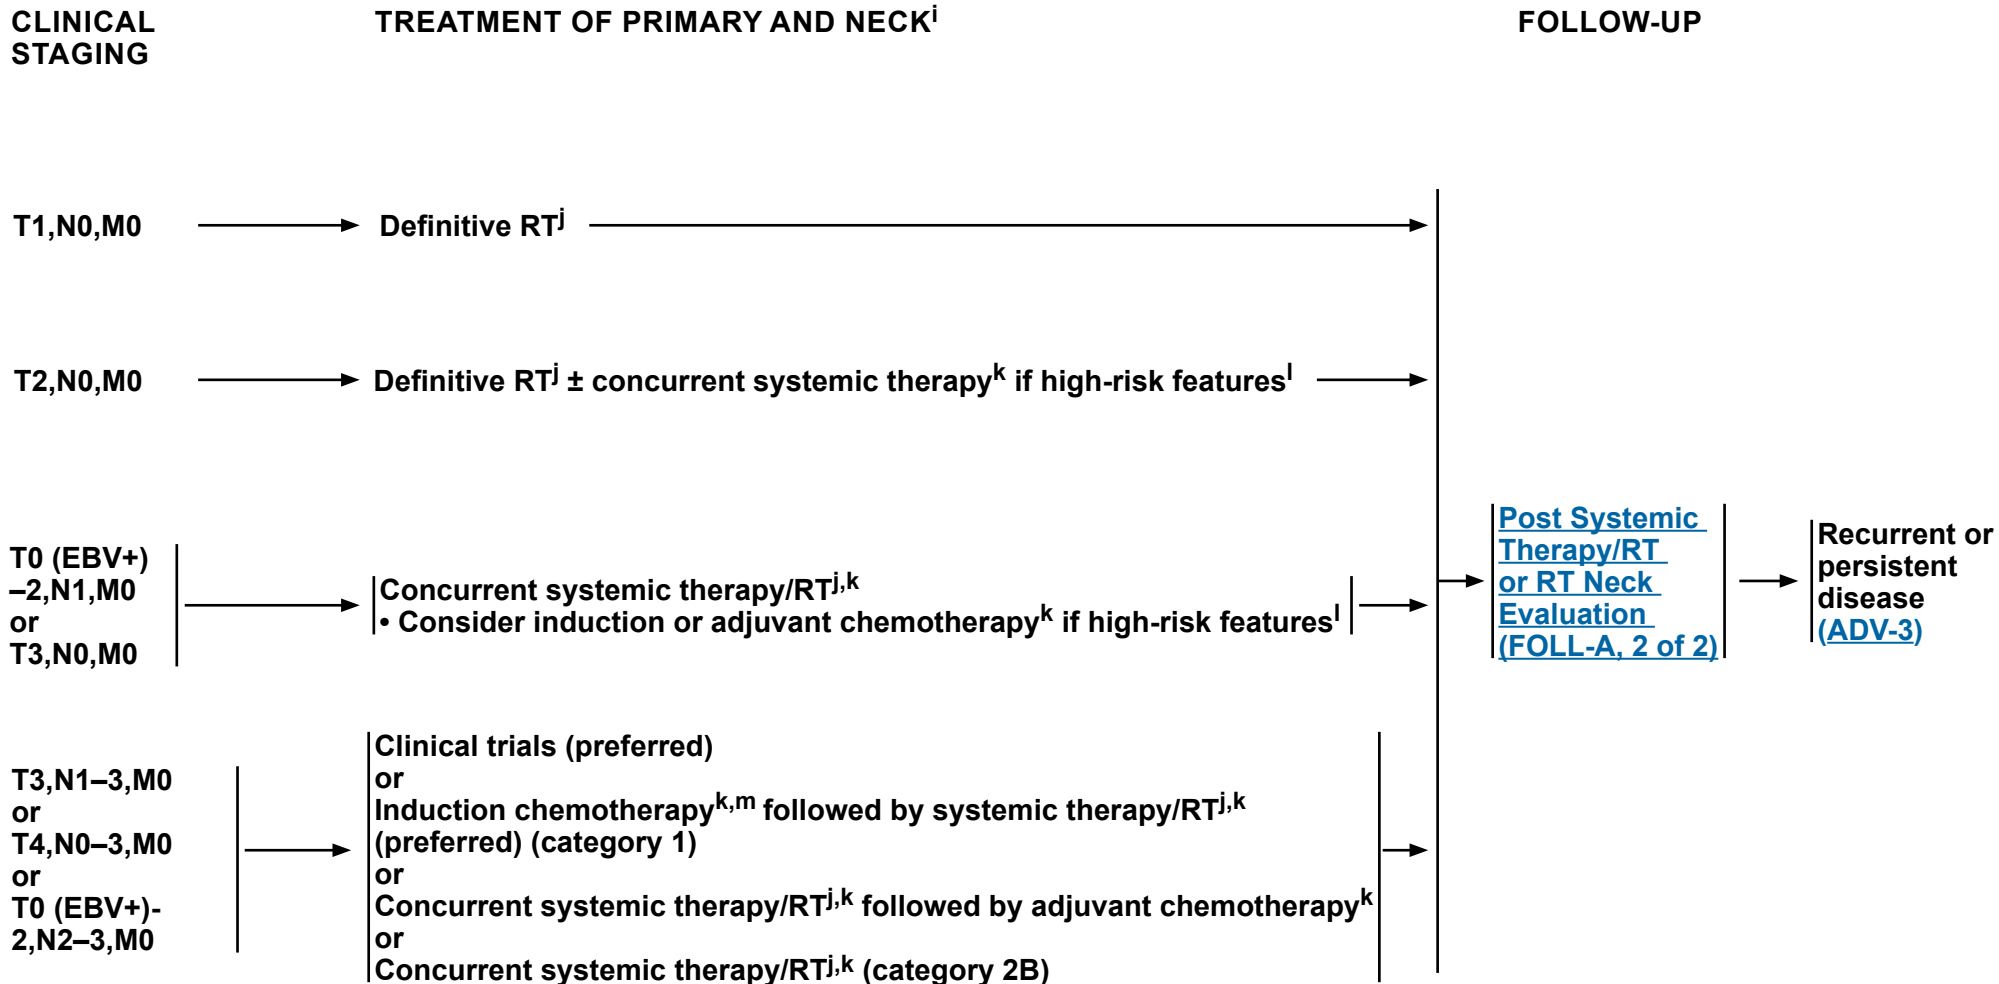 CLINICAL
STAGING
TREATMENT OF PRIMARY AND NECKi
FOLLOW-UP
T1,N0,M0
Definitive RTj
T2,N0,M0
Definitive RTj ± concurrent systemic therapyk if high-risk featuresl
T0 (EBV+)
–2,N1,M0
or
T3,N0,M0
Concurrent systemic therapy/RTj,k
• Consider induction or adjuvant chemotherapyk if high-risk featuresl
T3,N1–3,M0
or
T4,N0–3,M0
or
T0 (EBV+)-
2,N2–3,M0
Clinical trials (preferred)
or
Induction chemotherapyk,m followed by systemic therapy/RTj,k
(preferred) (category 1)
or
Concurrent systemic therapy/RTj,k followed by adjuvant chemotherapyk
or
Concurrent systemic therapy/RTj,k (category 2B)
Post Systemic
Therapy/RT
or RT Neck
Evaluation
(FOLL-A, 2 of 2)
Recurrent or
persistent
disease
(ADV-3)